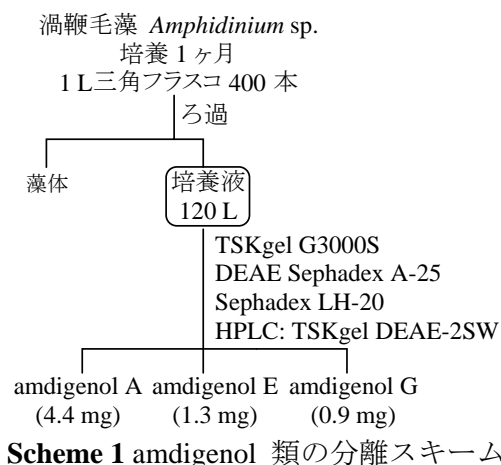 渦鞭毛藻 Amphidinium sp.
培養 1 ヶ月
1 L三角フラスコ 400 本
ろ過
藻体
培養液
120 L
TSKgel G3000S
DEAE Sephadex A-25
Sephadex LH-20
HPLC: TSKgel DEAE-2SW
amdigenol A amdigenol E amdigenol G
(4.4 mg) (1.3 mg) (0.9 mg)
Scheme 1 amdigenol 類の分離スキーム